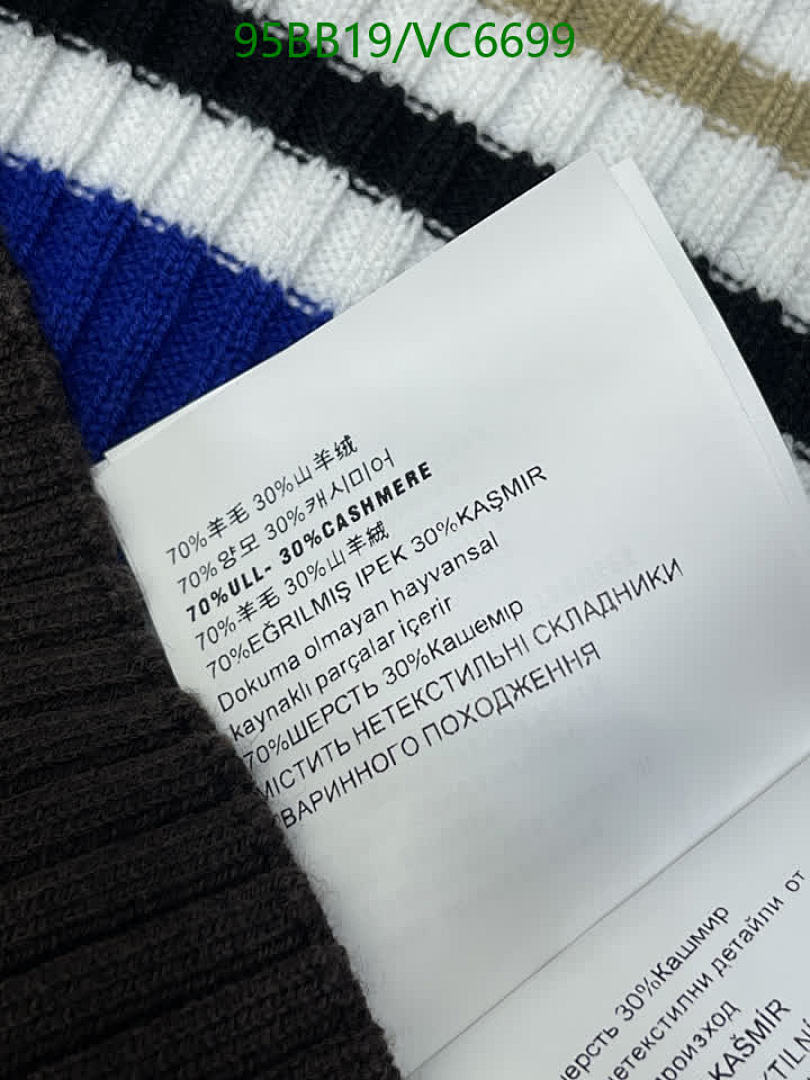 95BB19/VC6699
70%羊毛 30%山羊绒
70%양모 30%캐시미어
70%ULL- 30%CASHMERE
70%羊毛 30%山羊絨
70%EĞRILMIŞ IPEK 30%KAŞMIR
Dokuma olmayan hayvansal
kaynaklı parçalar içerir
70%ШЕРСТЬ 30%Кашемір
МІСТИТЬ НЕТЕКСТИЛЬНІ СКЛАДНИКИ
ВАРИННОГО ПОХОДЖЕННЯ
ерсть 30%Кашмир
нетекстилни детайли от
роизход
KAŠMÍR